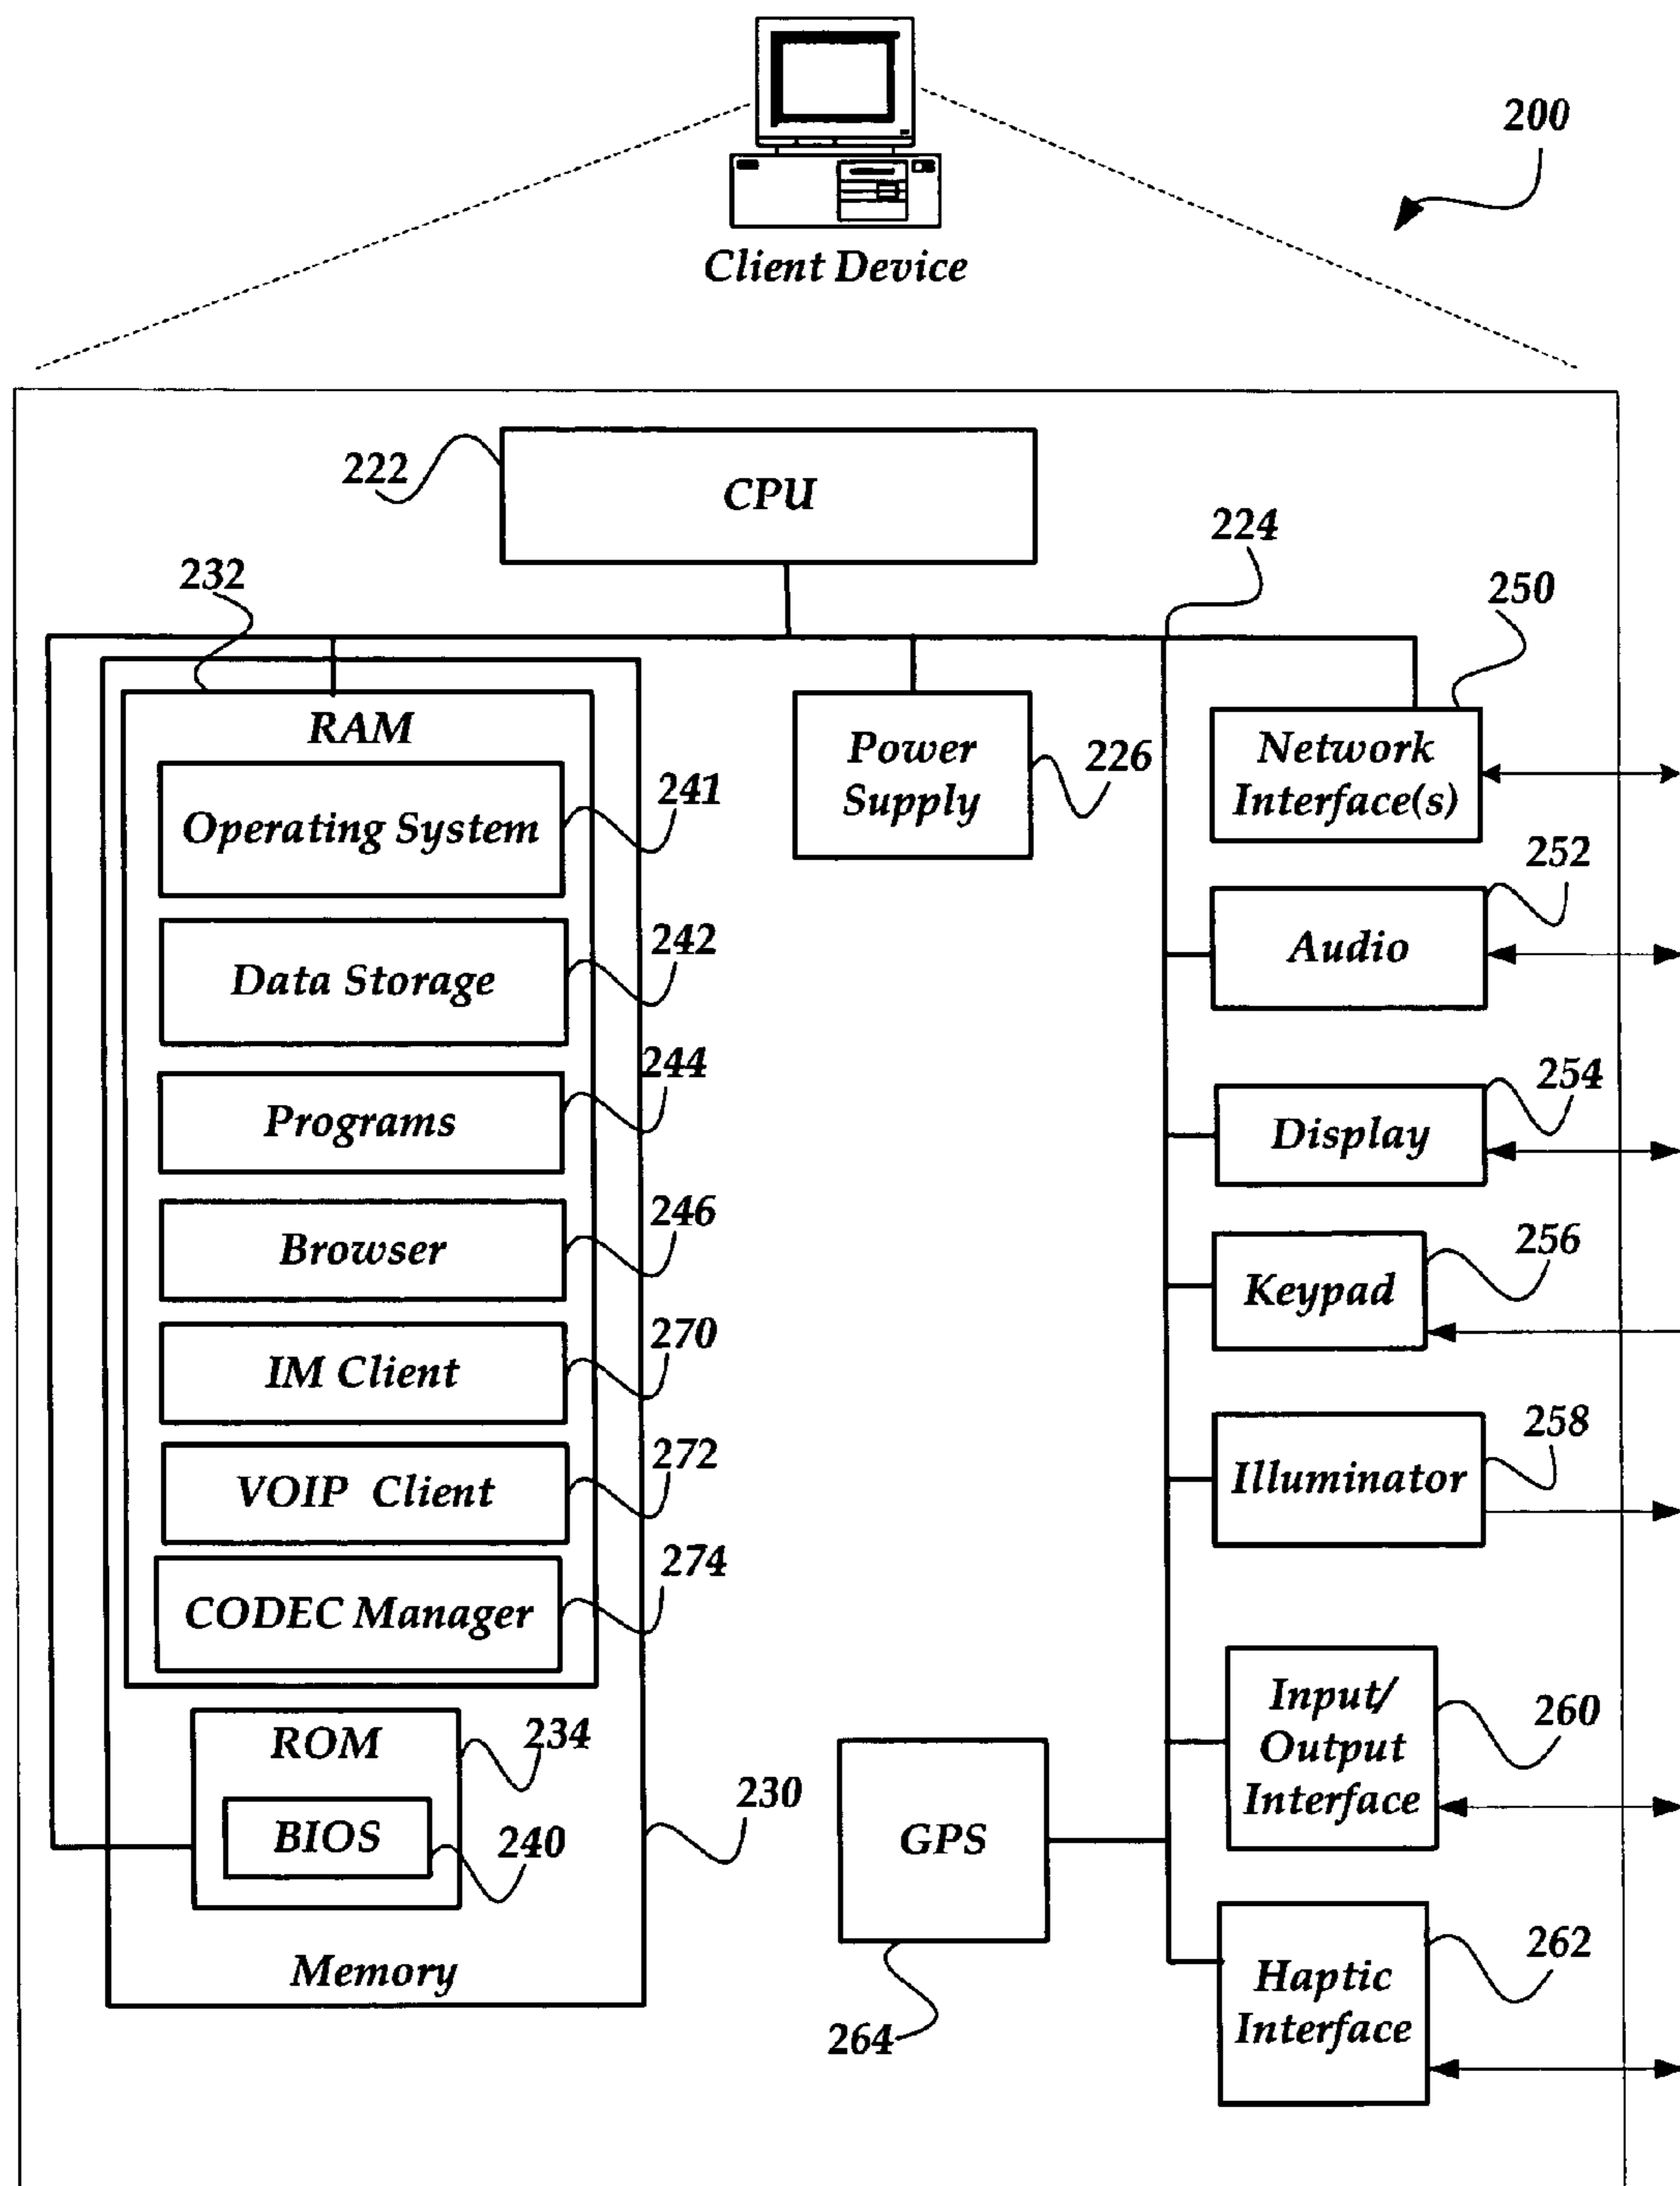 200
Client Device
222
CPU
224
232
250
RAM
Power
Supply
226
Network
Interface(s)
Operating System
241
252
Audio
Data Storage
242
244
254
Programs
Display
Browser
246
256
Keypad
IM Client
270
258
Illuminator
VOIP Client
272
CODEC Manager
274
Input/
Output
Interface
260
ROM
234
BIOS
240
230
GPS
264
Memory
Haptic
Interface
262